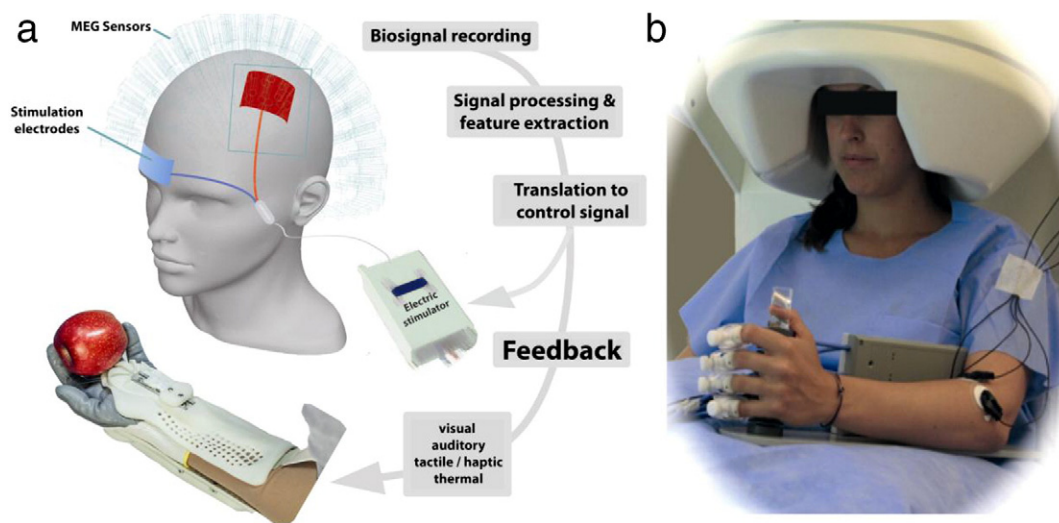 a
MEG Sensors
Stimulation
electrodes
Biosignal recording
Signal processing &
feature extraction
Translation to
control signal
Electric
stimulator
Feedback
visual
auditory
tactile / haptic
thermal
b